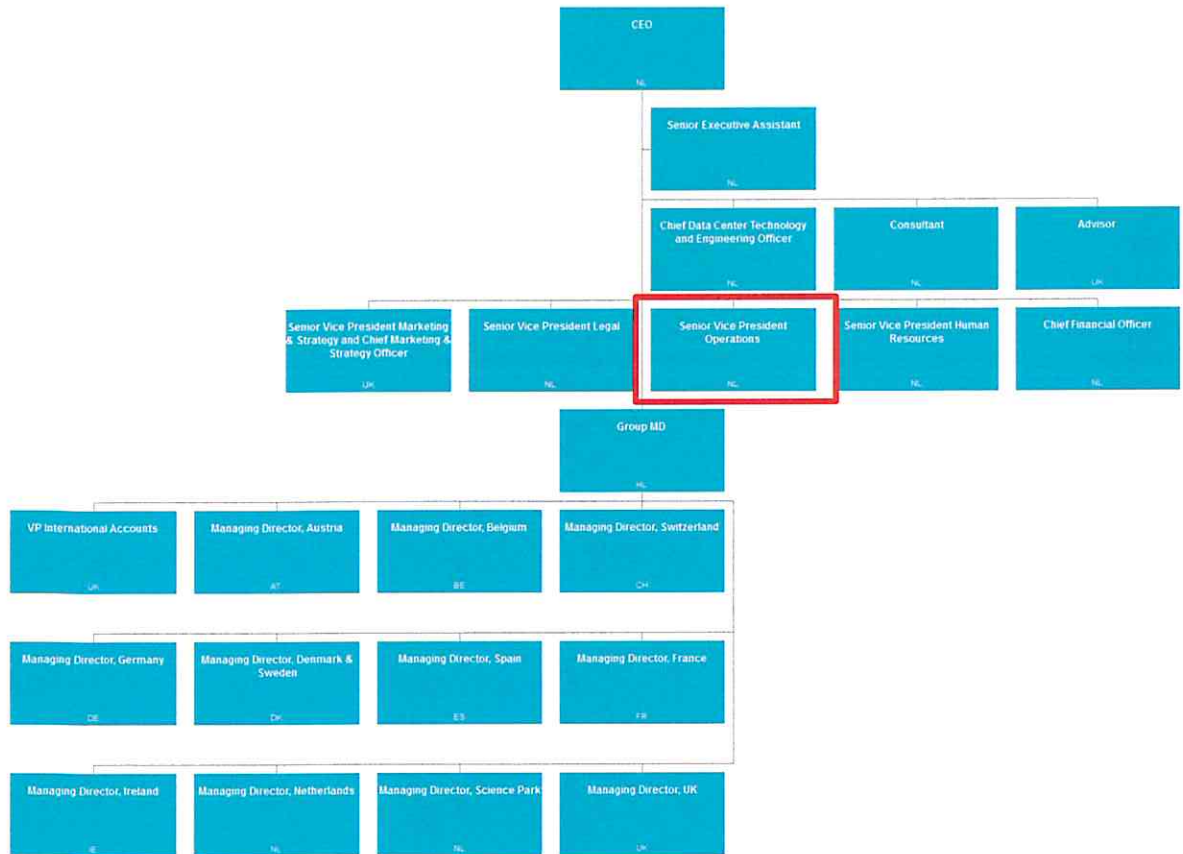 CEO
NL
Senior Executive Assistant
NL
Chief Data Center Technology
and Engineering Officer
NL
Consultant
NL
Advisor
UK
Senior Vice President Marketing
& Strategy and Chief Marketing &
Strategy Officer
UK
Senior Vice President Legal
NL
Senior Vice President
Operations
NL
Senior Vice President Human
Resources
NL
Chief Financial Officer
NL
Group MD
NL
VP International Accounts
UK
Managing Director, Austria
AT
Managing Director, Belgium
BE
Managing Director, Switzerland
CH
Managing Director, Germany
DE
Managing Director, Denmark &
Sweden
DK
Managing Director, Spain
ES
Managing Director, France
FR
Managing Director, Ireland
IE
Managing Director, Netherlands
NL
Managing Director, Science Park
NL
Managing Director, UK
UK